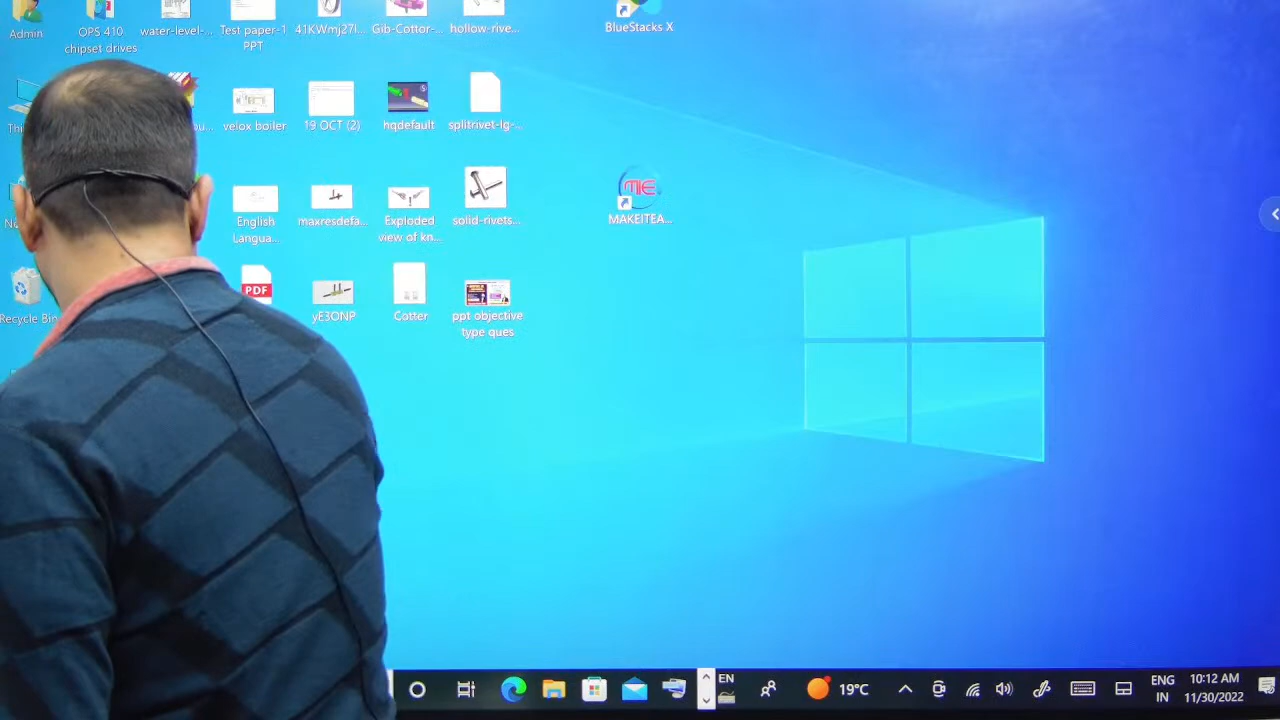 Admin
OPS 410
chipset drives
water-level-...
Test paper-1
PPT
41KWmj27l...
Gib-Cottor-...
hollow-rive...
BlueStacks X
velox boiler
19 OCT (2)
hqdefault
splitrivet-lg-...
English
Langua...
maxresdefa...
Exploded
view of kn...
solid-rivets...
MIE
MAKEITEA...
Recycle Bin
PDF
yE3ONP
Cotter
ppt objective
type ques
EN
19°C
ENG
IN
10:12 AM
11/30/2022